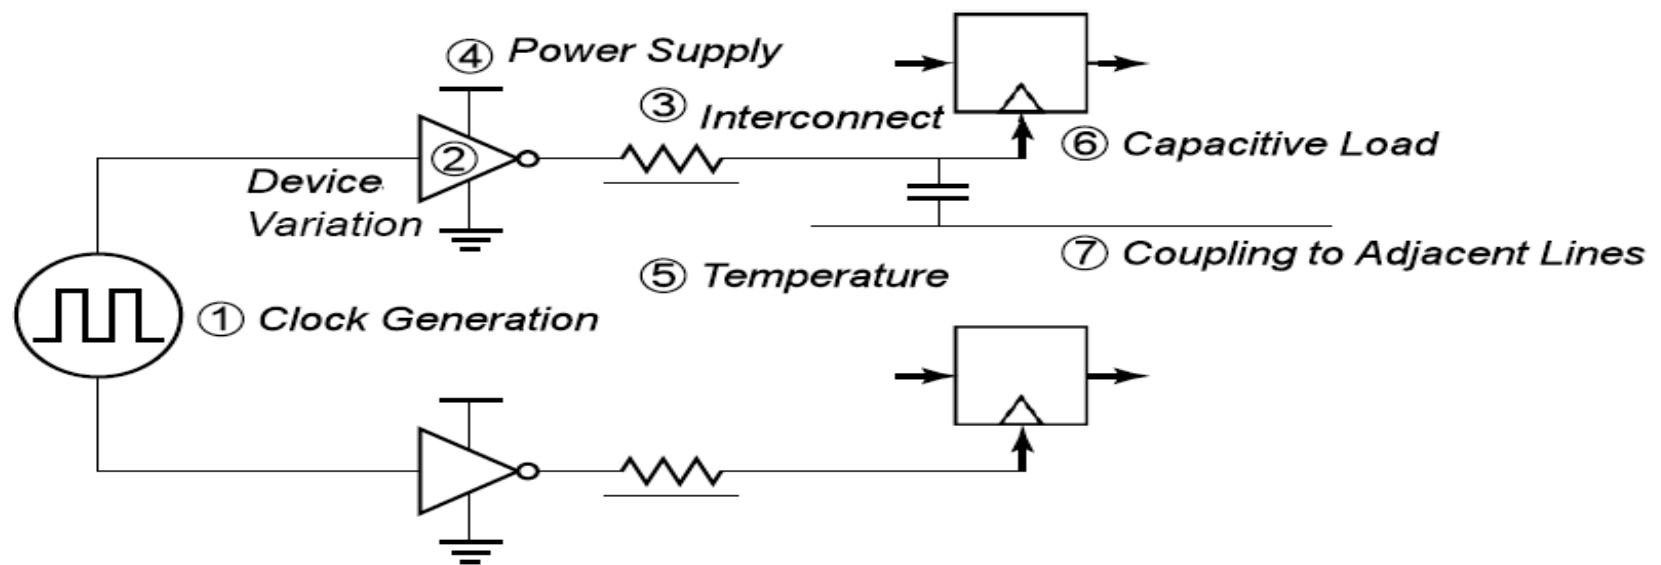 ④ Power Supply
③ Interconnect
⑥ Capacitive Load
②
Device
Variation
⑦ Coupling to Adjacent Lines
⑤ Temperature
① Clock Generation